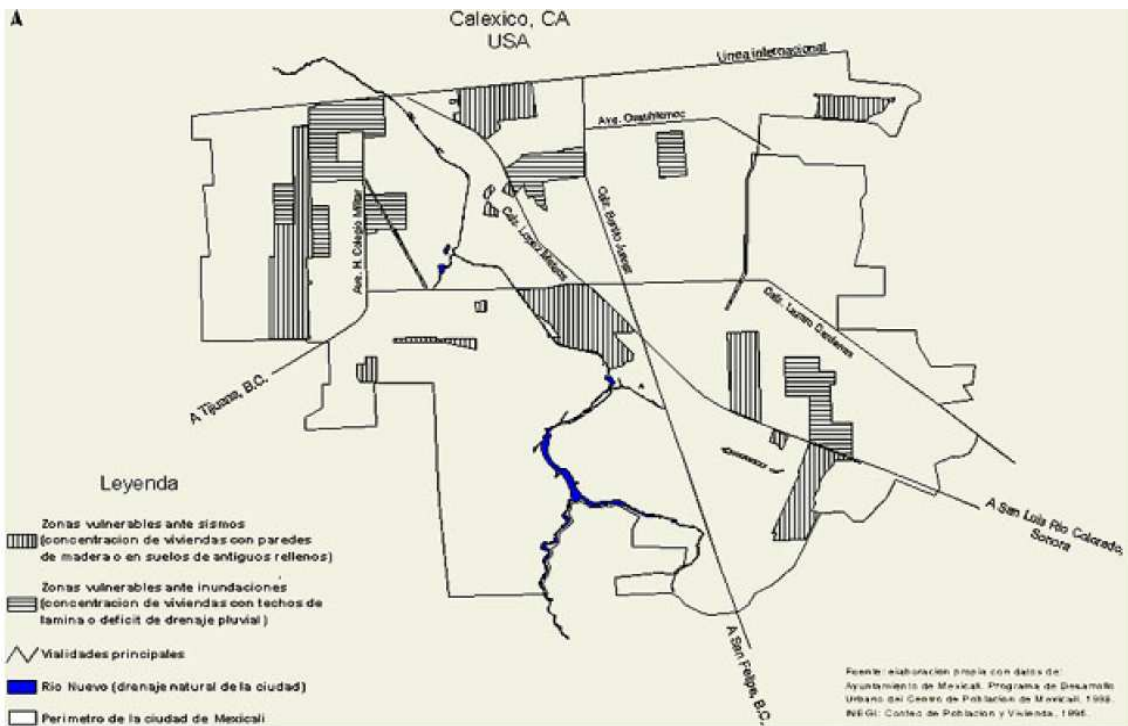 A
Calexico, CA
USA
Linea internacional
Ave. Cuauhtemoc
Ave. H. Colegio Militar
Calz. Lopez Mateos
Calz. Benito Juarez
Calz. Lazaro Cardenas
A Tijuana, B.C.
A San Luis Rio Colorado,
Sonora
A San Felipe, B.C.
Leyenda
Zonas vulnerables ante sismos
(concentracion de viviendas con paredes
de madera o en suelos de antiguos rellenos)
Zonas vulnerables ante inundaciones
(concentracion de viviendas con techos de
lamina o deficit de drenaje pluvial)
Vialidades principales
Rio Nuevo (drenaje natural de la ciudad)
Perimetro de la ciudad de Mexicali
Fuente: elaboracion propia con datos de:
Ayuntamiento de Mexicali. Programa de Desarrollo
Urbano del Centro de Poblacion de Mexicali,
INEGI: Conteo de Poblacion y Vivienda,